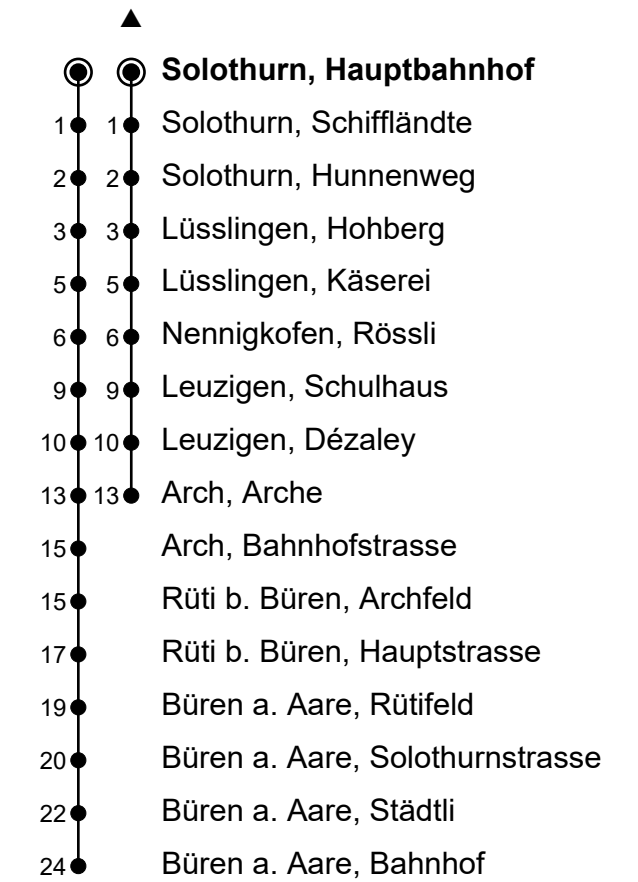 ▲
Solothurn, Hauptbahnhof
1 1 Solothurn, Schiffländte
2 2 Solothurn, Hunnenweg
3 3 Lüsslingen, Hohberg
5 5 Lüsslingen, Käserei
6 6 Nennigkofen, Rössli
9 9 Leuzigen, Schulhaus
10 10 Leuzigen, Dézaley
13 13 Arch, Arche
15 Arch, Bahnhofstrasse
15 Rüti b. Büren, Archfeld
17 Rüti b. Büren, Hauptstrasse
19 Büren a. Aare, Rütifeld
20 Büren a. Aare, Solothurnstrasse
22 Büren a. Aare, Städtli
24 Büren a. Aare, Bahnhof